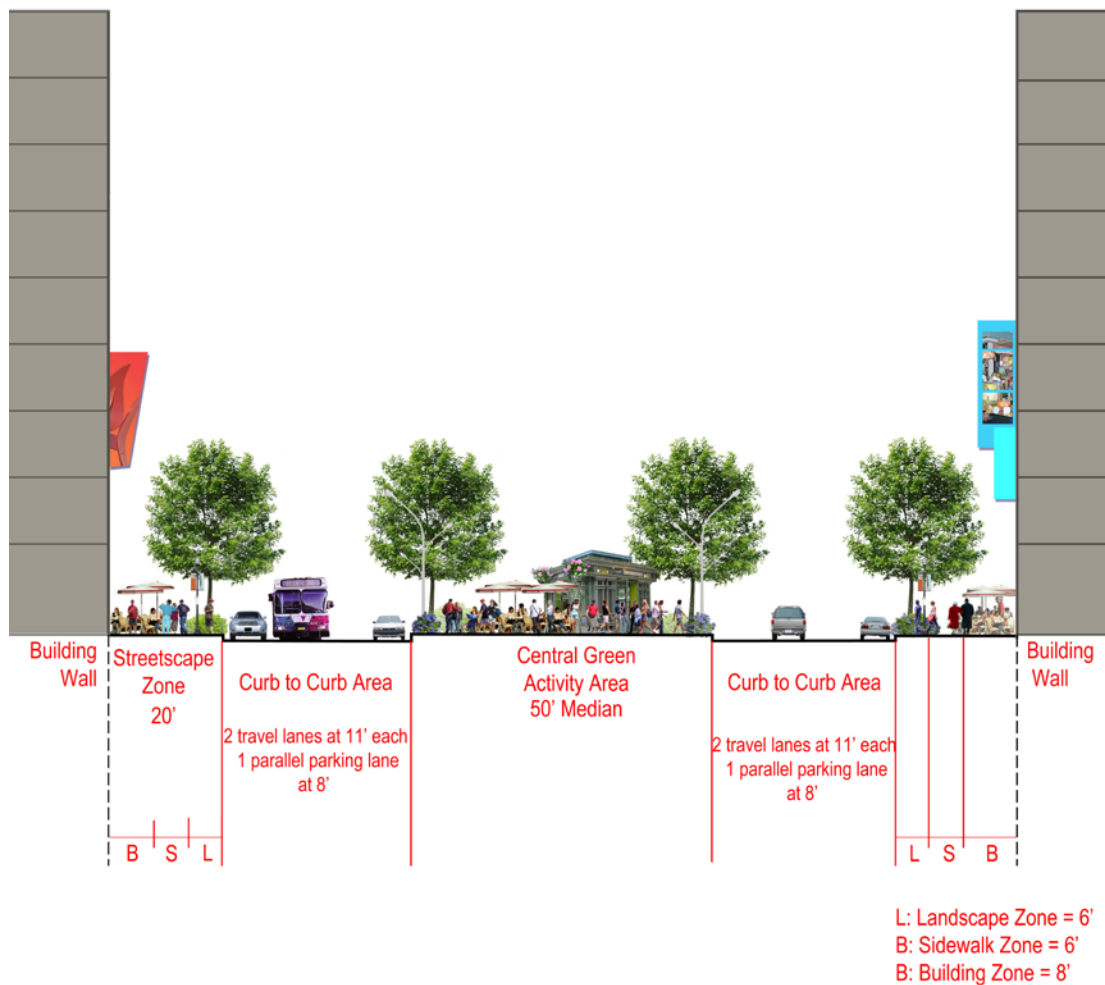 Building
Wall
Streetscape
Zone
20'
Curb to Curb Area
2 travel lanes at 11' each
1 parallel parking lane
at 8'
Central Green
Activity Area
50' Median
Curb to Curb Area
2 travel lanes at 11' each
1 parallel parking lane
at 8'
Building
Wall
B S L
L S B
L: Landscape Zone = 6'
B: Sidewalk Zone = 6'
B: Building Zone = 8'